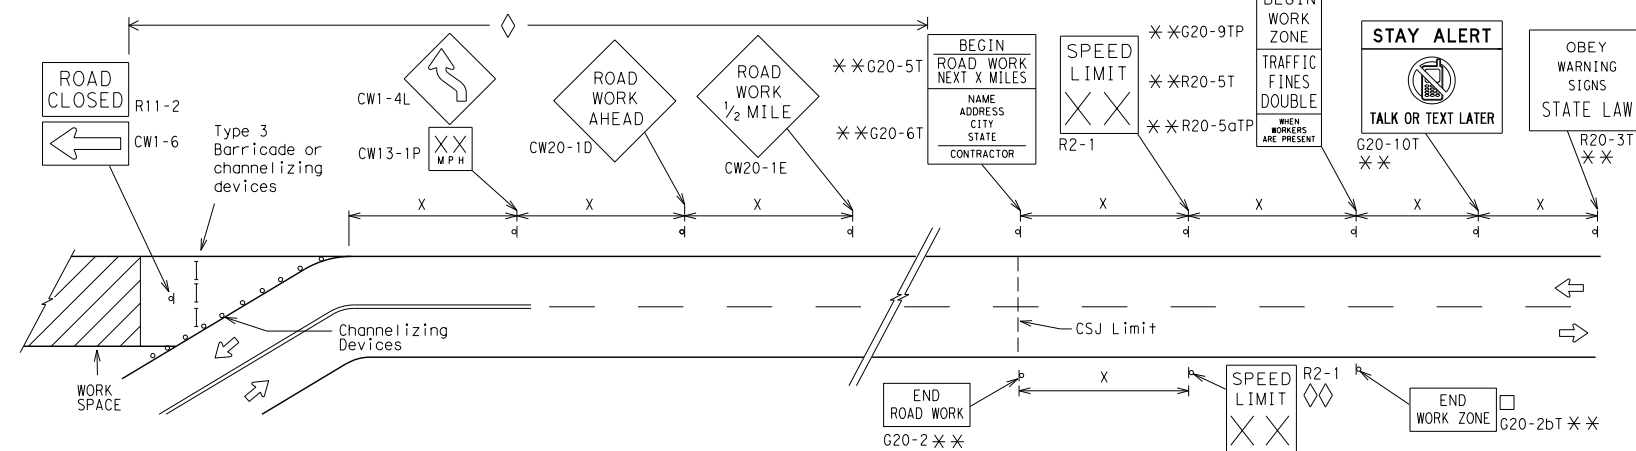 ROAD
CLOSED
R11-2
CW1-6
Type 3
Barricade or
channelizing
devices
CW1-4L
XX
MPH
CW13-1P
ROAD
WORK
AHEAD
CW20-1D
ROAD
WORK
1/2 MILE
CW20-1E
**G20-5T
**G20-6T
BEGIN
ROAD WORK
NEXT X MILES
NAME
ADDRESS
CITY
STATE
CONTRACTOR
SPEED
LIMIT
XX
R2-1
**G20-9TP
**R20-5T
**R20-5aTP
BEGIN
WORK
ZONE
TRAFFIC
FINES
DOUBLE
WHEN
WORKERS
ARE PRESENT
STAY ALERT
TALK OR TEXT LATER
G20-10T
**
OBEY
WARNING
SIGNS
STATE LAW
R20-3T
**
X
X
X
X
X
X
X
Channelizing
Devices
WORK
SPACE
CSJ Limit
END
ROAD WORK
G20-2 **
X
SPEED
LIMIT
XX
R2-1
END
WORK ZONE
G20-2bT **